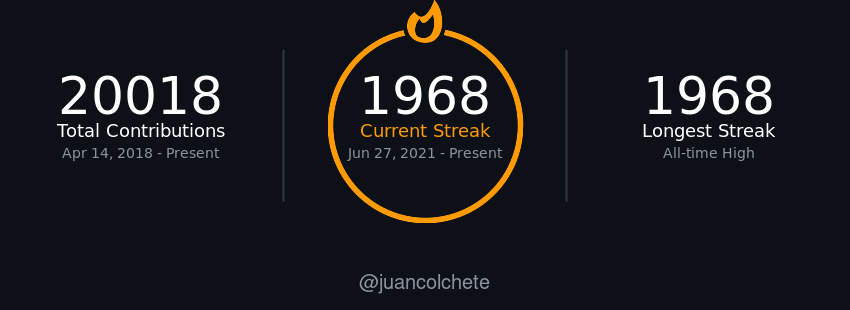 20018
Total Contributions
Apr 14, 2018 - Present
1968
Current Streak
Jun 27, 2021 - Present
1968
Longest Streak
All-time High
@juancolchete